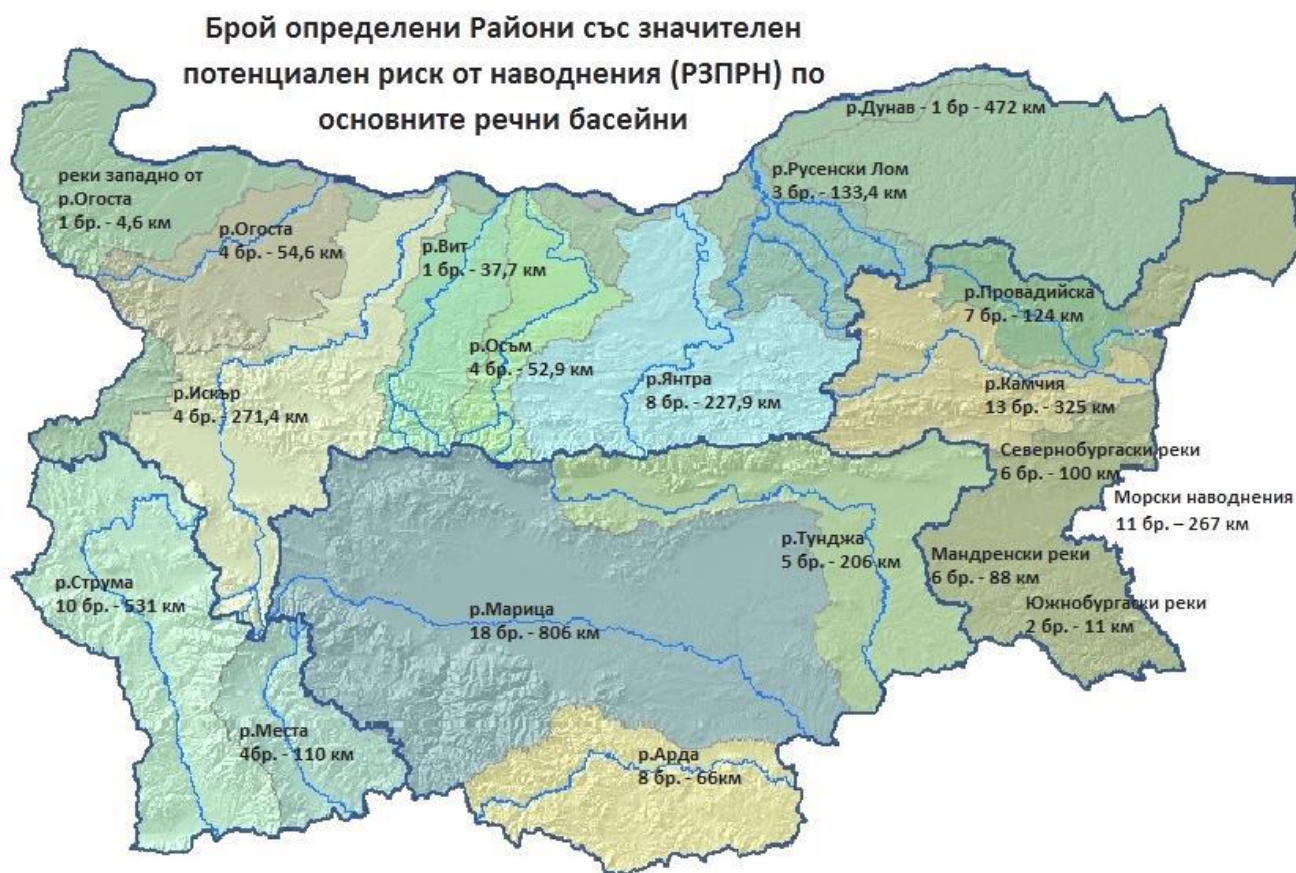 Брой определени Райони със значителен
потенциален риск от наводнения (РЗПРН) по
основните речни басейни
р.Дунав - 1 бр - 472 км
реки западно от
р.Огоста
1 бр. - 4,6 км
р.Русенски Лом
3 бр. - 133,4 км
р.Огоста
4 бр. - 54,6 км
р.Вит
1 бр. - 37,7 км
р.Провадийска
7 бр. - 124 км
р.Осъм
4 бр. - 52,9 км
р.Янтра
8 бр. - 227,9 км
р.Искър
4 бр. - 271,4 км
р.Камчия
13 бр. - 325 км
Севернобургаски реки
6 бр. - 100 км
Морски наводнения
11 бр. – 267 км
р.Тунджа
5 бр. - 206 км
Мандренски реки
6 бр. - 88 км
Южнобургаски реки
2 бр. - 11 км
р.Струма
10 бр. - 531 км
р.Марица
18 бр. - 806 км
р.Места
4бр. - 110 км
р.Арда
8 бр. - 66км